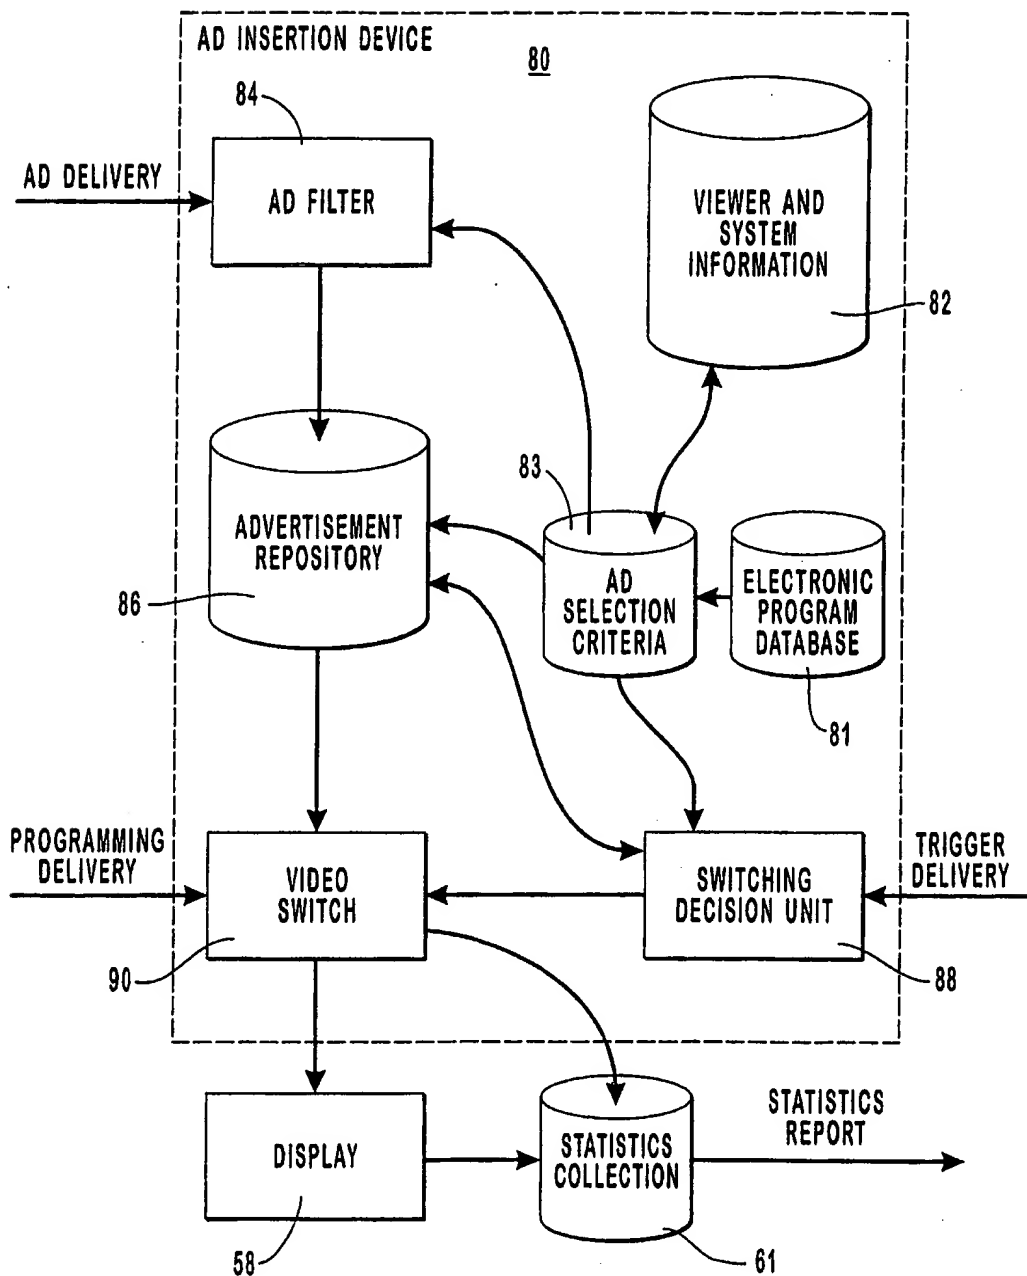 AD INSERTION DEVICE
80
84
AD DELIVERY
AD FILTER
VIEWER AND
SYSTEM
INFORMATION
82
83
ADVERTISEMENT
REPOSITORY
86
AD
SELECTION
CRITERIA
ELECTRONIC
PROGRAM
DATABASE
81
PROGRAMMING
DELIVERY
VIDEO
SWITCH
90
SWITCHING
DECISION UNIT
88
TRIGGER
DELIVERY
DISPLAY
58
STATISTICS
COLLECTION
61
STATISTICS
REPORT